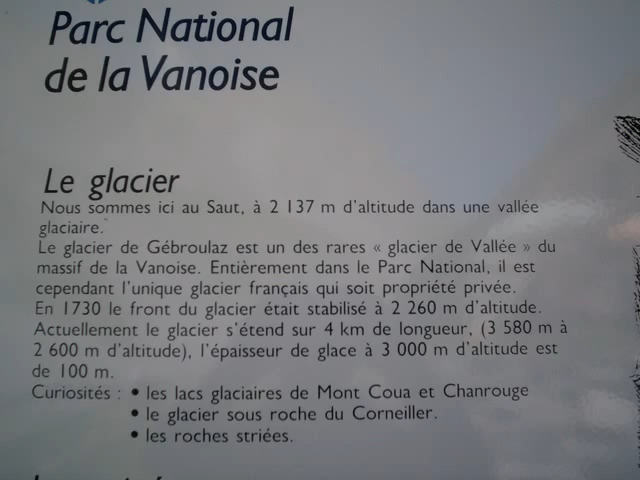 Parc National
de la Vanoise
Le glacier
Nous sommes ici au Saut, à 2 137 m d'altitude dans une vallée
glaciaire.
Le glacier de Gébroulaz est un des rares « glacier de Vallée » du
massif de la Vanoise. Entièrement dans le Parc National, il est
cependant l'unique glacier français qui soit propriété privée.
En 1730 le front du glacier était stabilisé à 2 260 m d'altitude.
Actuellement le glacier s'étend sur 4 km de longueur, (3 580 m à
2 600 m d'altitude), l'épaisseur de glace à 3 000 m d'altitude est
de 100 m.
Curiosités : • les lacs glaciaires de Mont Coua et Chanrouge
• le glacier sous roche du Corneiller.
• les roches striées.